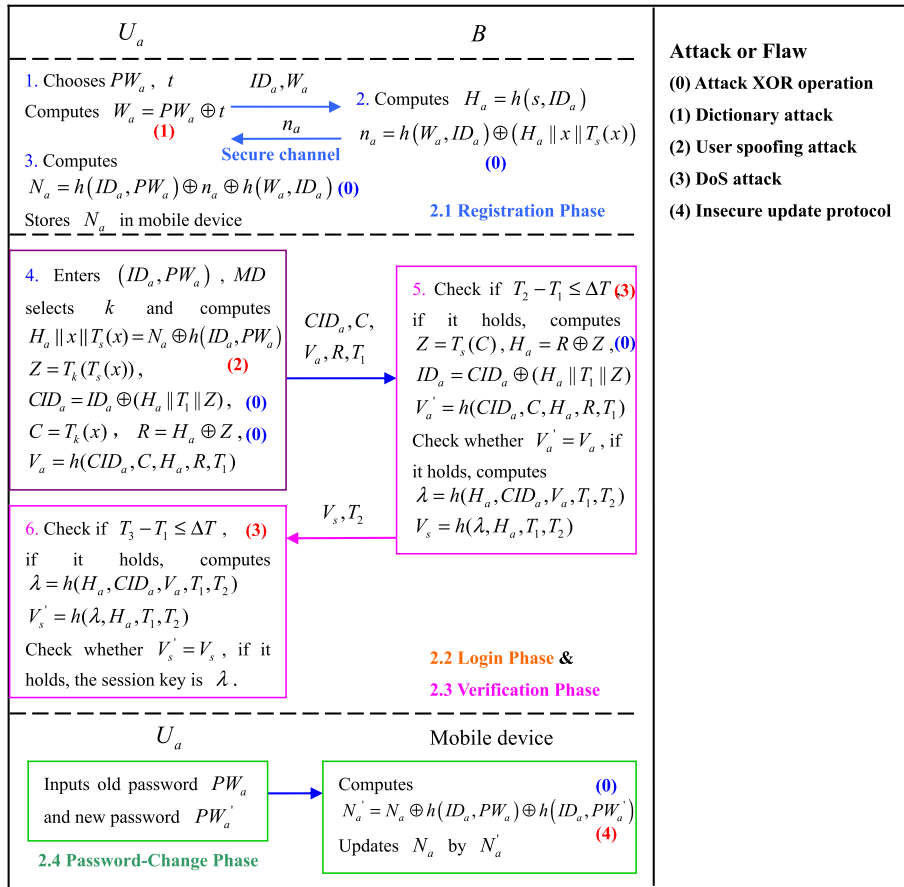 U_a
B
1. Chooses PW_a , t
Computes W_a = PW_a ⊕ t
(1)
ID_a, W_a
n_a
Secure channel
2. Computes H_a = h(s, ID_a)
n_a = h(W_a, ID_a) ⊕ (H_a || x || T_s(x))
(0)
3. Computes
N_a = h(ID_a, PW_a) ⊕ n_a ⊕ h(W_a, ID_a) (0)
Stores N_a in mobile device
2.1 Registration Phase
4. Enters (ID_a, PW_a) , MD
selects k and computes
H_a || x || T_s(x) = N_a ⊕ h(ID_a, PW_a)
(2)
Z = T_k(T_s(x)),
CID_a = ID_a ⊕ (H_a || T_1 || Z), (0)
C = T_k(x), R = H_a ⊕ Z, (0)
V_a = h(CID_a, C, H_a, R, T_1)
CID_a, C,
V_a, R, T_1
5. Check if T_2 − T_1 ≤ ΔT , (3)
if it holds, computes
Z = T_s(C), H_a = R ⊕ Z, (0)
ID_a = CID_a ⊕ (H_a || T_1 || Z)
V_a' = h(CID_a, C, H_a, R, T_1)
Check whether V_a' = V_a, if
it holds, computes
λ = h(H_a, CID_a, V_a, T_1, T_2)
V_s = h(λ, H_a, T_1, T_2)
V_s, T_2
6. Check if T_3 − T_1 ≤ ΔT , (3)
if it holds, computes
λ = h(H_a, CID_a, V_a, T_1, T_2)
V_s' = h(λ, H_a, T_1, T_2)
Check whether V_s' = V_s, if it
holds, the session key is λ .
2.2 Login Phase &
2.3 Verification Phase
U_a
Mobile device
Inputs old password PW_a
and new password PW_a'
2.4 Password-Change Phase
Computes (0)
N_a' = N_a ⊕ h(ID_a, PW_a) ⊕ h(ID_a, PW_a')
(4)
Updates N_a by N_a'
Attack or Flaw
(0) Attack XOR operation
(1) Dictionary attack
(2) User spoofing attack
(3) DoS attack
(4) Insecure update protocol